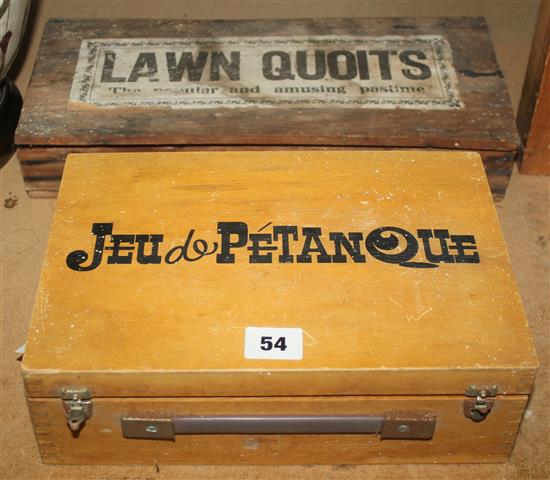 LAWN QUOITS
The popular and amusing pastime
JEU de PÉTANQUE
54